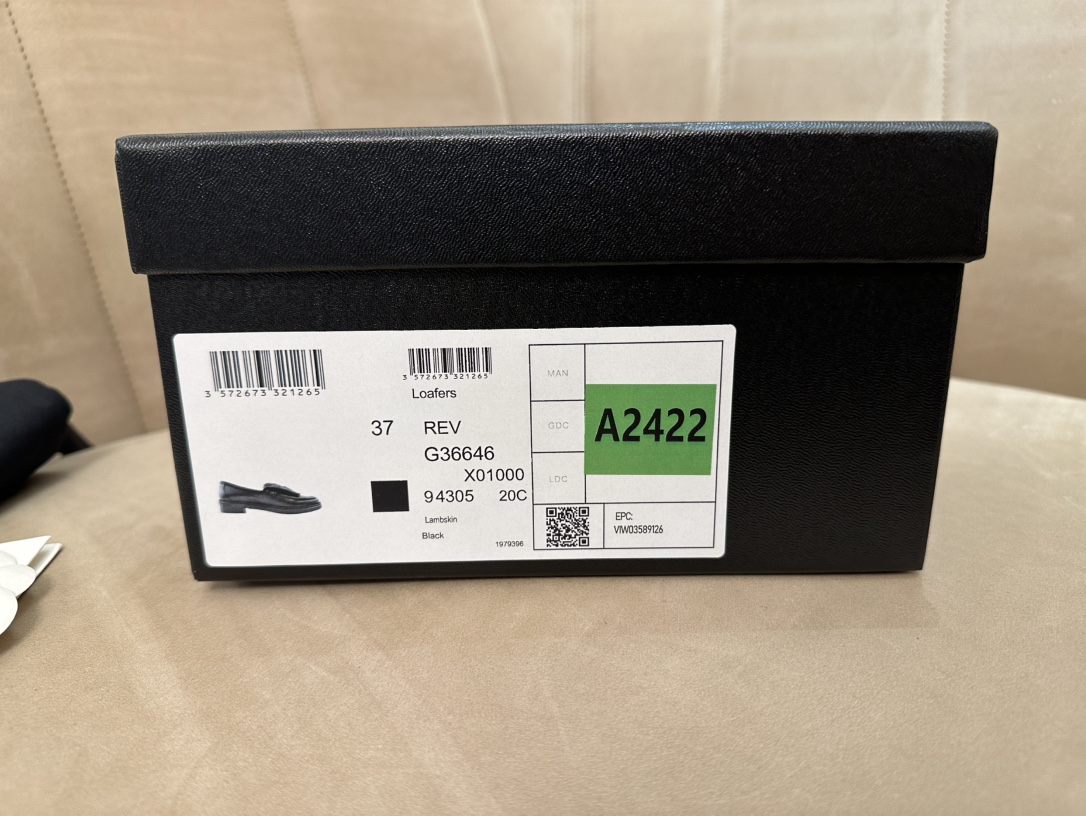 3 572673 321265
3 572673 321265
Loafers
37 REV
G36646
X01000
94305 20C
Lambskin
Black
1979396
MAN
GDC
LDC
A2422
EPC:
VIW03589126